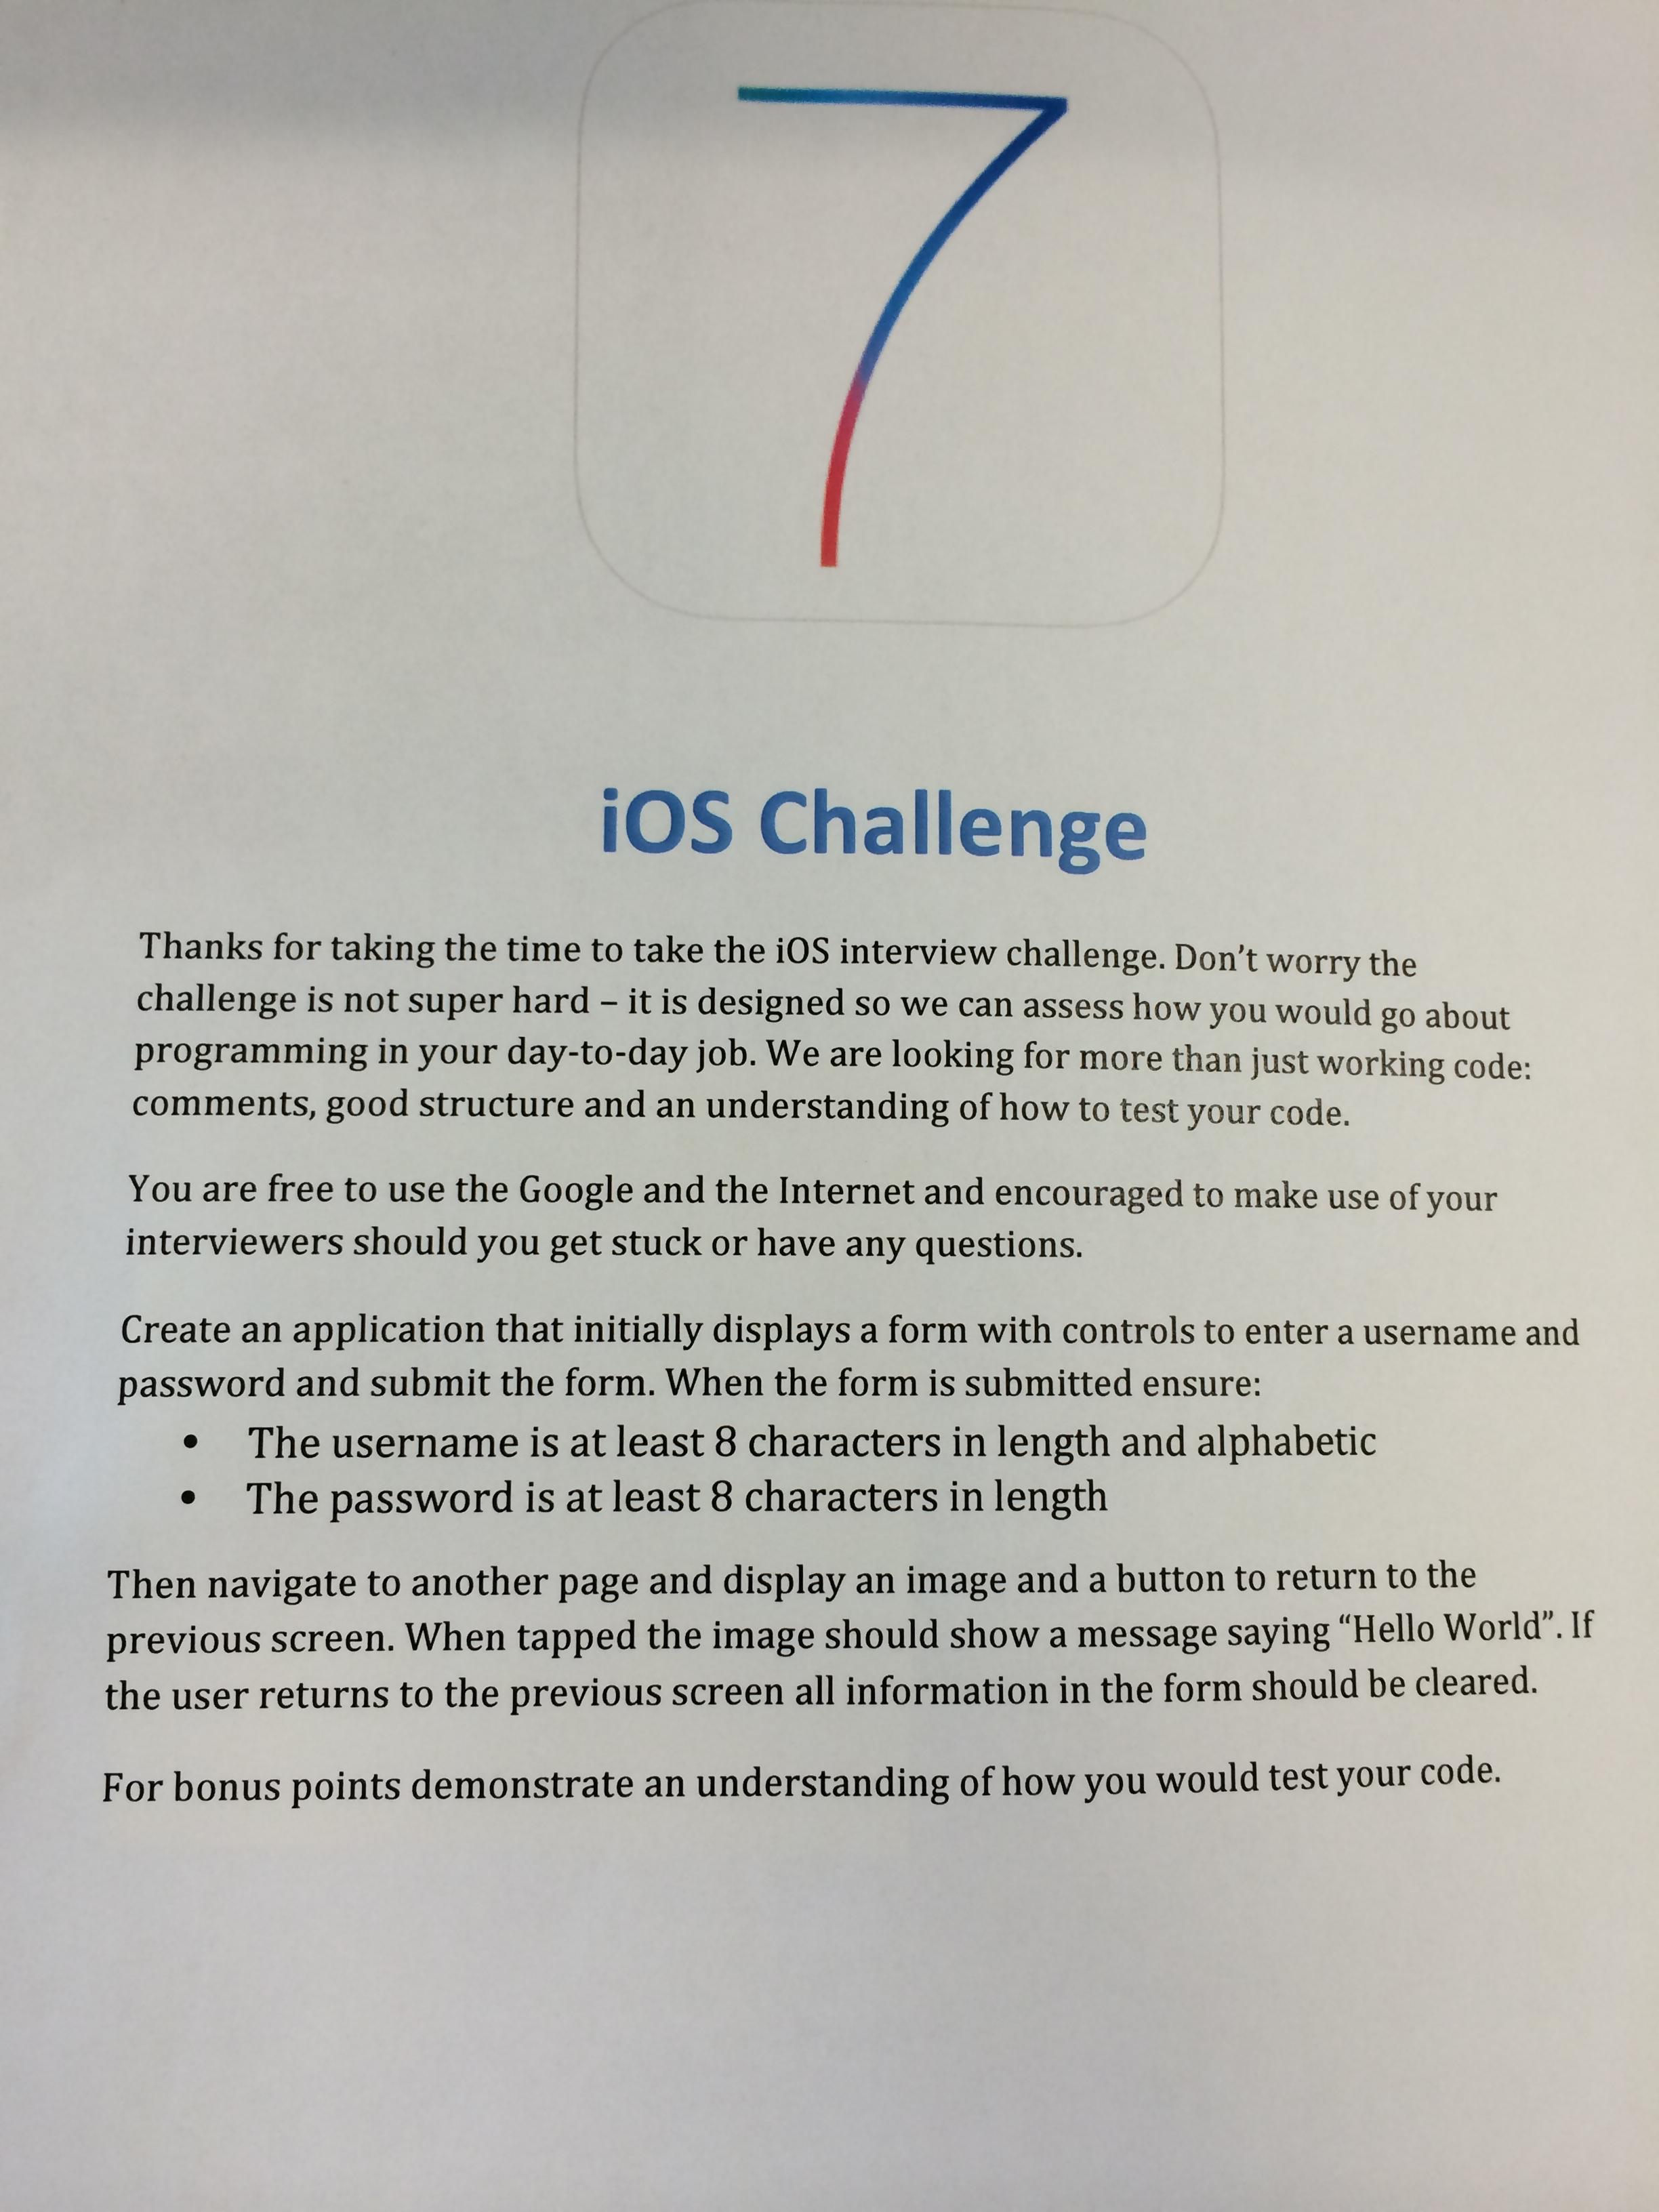 7
iOS Challenge
Thanks for taking the time to take the iOS interview challenge. Don’t worry the
challenge is not super hard – it is designed so we can assess how you would go about
programming in your day-to-day job. We are looking for more than just working code:
comments, good structure and an understanding of how to test your code.
You are free to use the Google and the Internet and encouraged to make use of your
interviewers should you get stuck or have any questions.
Create an application that initially displays a form with controls to enter a username and
password and submit the form. When the form is submitted ensure:
• The username is at least 8 characters in length and alphabetic
• The password is at least 8 characters in length
Then navigate to another page and display an image and a button to return to the
previous screen. When tapped the image should show a message saying “Hello World”. If
the user returns to the previous screen all information in the form should be cleared.
For bonus points demonstrate an understanding of how you would test your code.